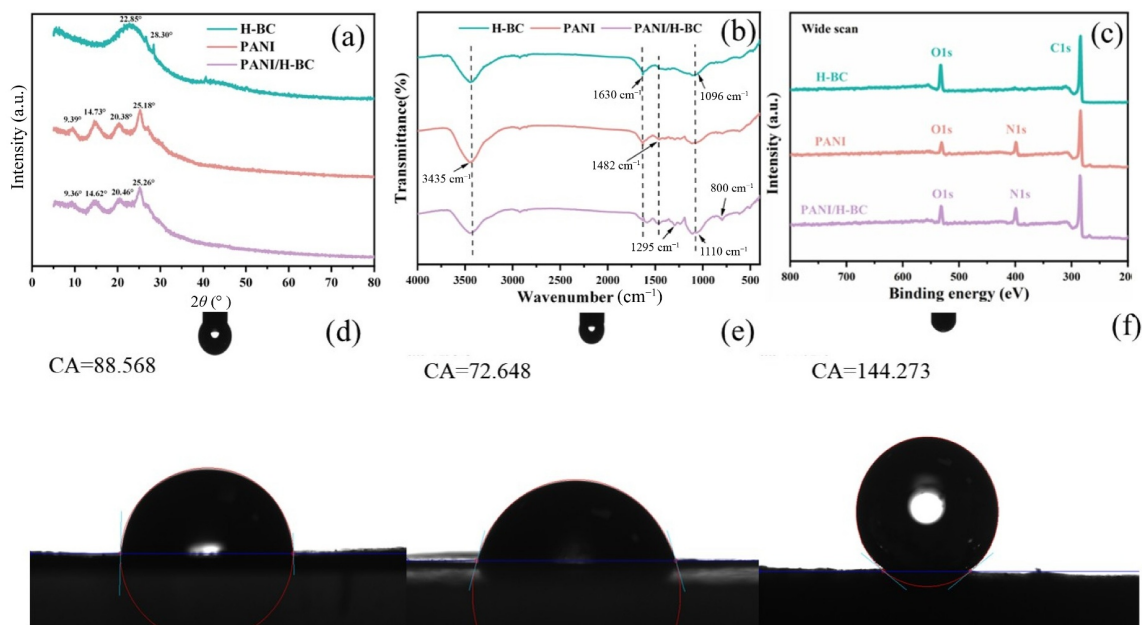 (a)
22.85°
28.30°
H-BC
PANI
PANI/H-BC
9.39°
14.73°
20.38°
25.18°
9.36°
14.62°
20.46°
25.26°
Intensity (a.u.)
0 10 20 30 40 50 60 70 80
2θ (°)
(b)
H-BC PANI PANI/H-BC
1630 cm⁻¹
1096 cm⁻¹
1482 cm⁻¹
3435 cm⁻¹
800 cm⁻¹
1295 cm⁻¹
1110 cm⁻¹
Transmittance(%)
4000 3500 3000 2500 2000 1500 1000 500
Wavenumber (cm⁻¹)
(c)
Wide scan
O1s
C1s
H-BC
O1s
N1s
PANI
O1s
N1s
PANI/H-BC
Intensity (a.u.)
800 700 600 500 400 300 200
Binding energy (eV)
(d)
CA=88.568
(e)
CA=72.648
(f)
CA=144.273